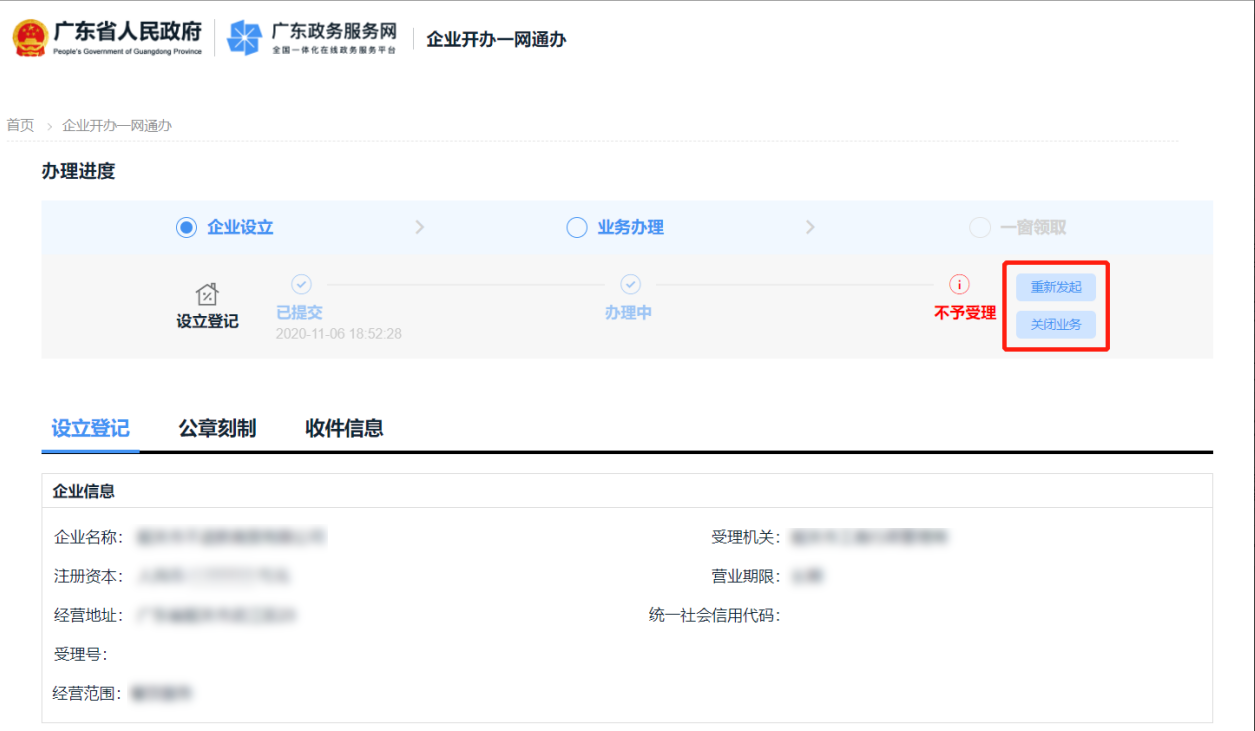 广东省人民政府
People's Government of Guangdong Province
广东政务服务网
全国一体化在线政务服务平台
企业开办一网通办
首页 > 企业开办一网通办
办理进度
企业设立 > 业务办理 > 一窗领取
设立登记
已提交
2020-11-06 18:52:28
办理中
不予受理
重新发起
关闭业务
设立登记 公章刻制 收件信息
企业信息
企业名称： 受理机关：
注册资本： 营业期限：
经营地址： 统一社会信用代码：
受理号：
经营范围：